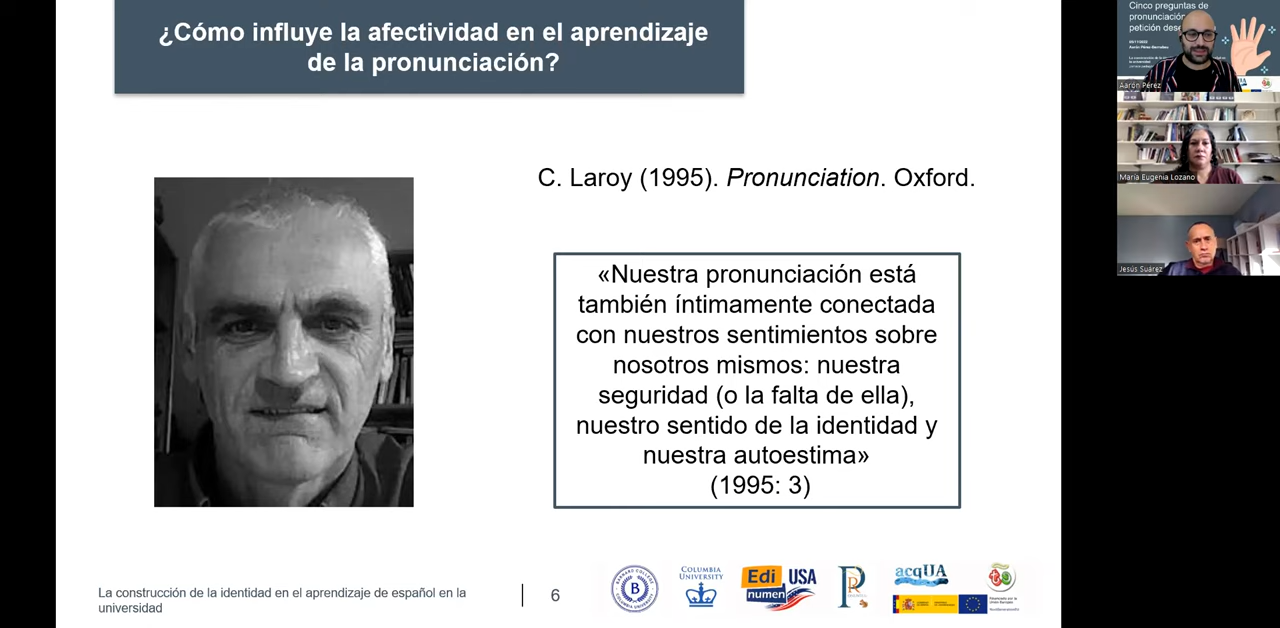 ¿Cómo influye la afectividad en el aprendizaje
de la pronunciación?
C. Laroy (1995). Pronunciation. Oxford.
«Nuestra pronunciación está
también íntimamente conectada
con nuestros sentimientos sobre
nosotros mismos: nuestra
seguridad (o la falta de ella),
nuestro sentido de la identidad y
nuestra autoestima»
(1995: 3)
La construcción de la identidad en el aprendizaje de español en la
universidad
6
B
COLUMBIA
UNIVERSITY
Edi
numen
USA
acqUA
Cinco preguntas de
pronunciación
petición
Aarón Pérez
María Eugenia Lozano
Jesús Suárez